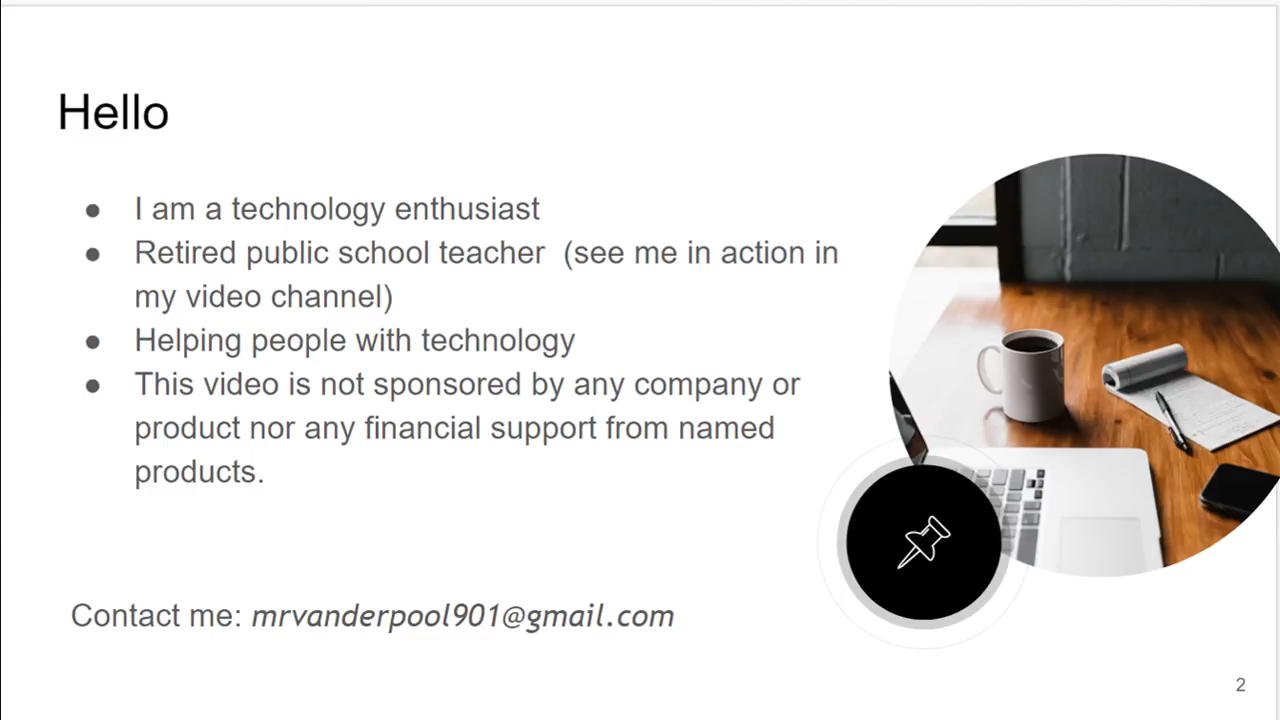 Hello
● I am a technology enthusiast
● Retired public school teacher  (see me in action in
my video channel)
● Helping people with technology
● This video is not sponsored by any company or
product nor any financial support from named
products.
Contact me: mrvanderpool901@gmail.com
2